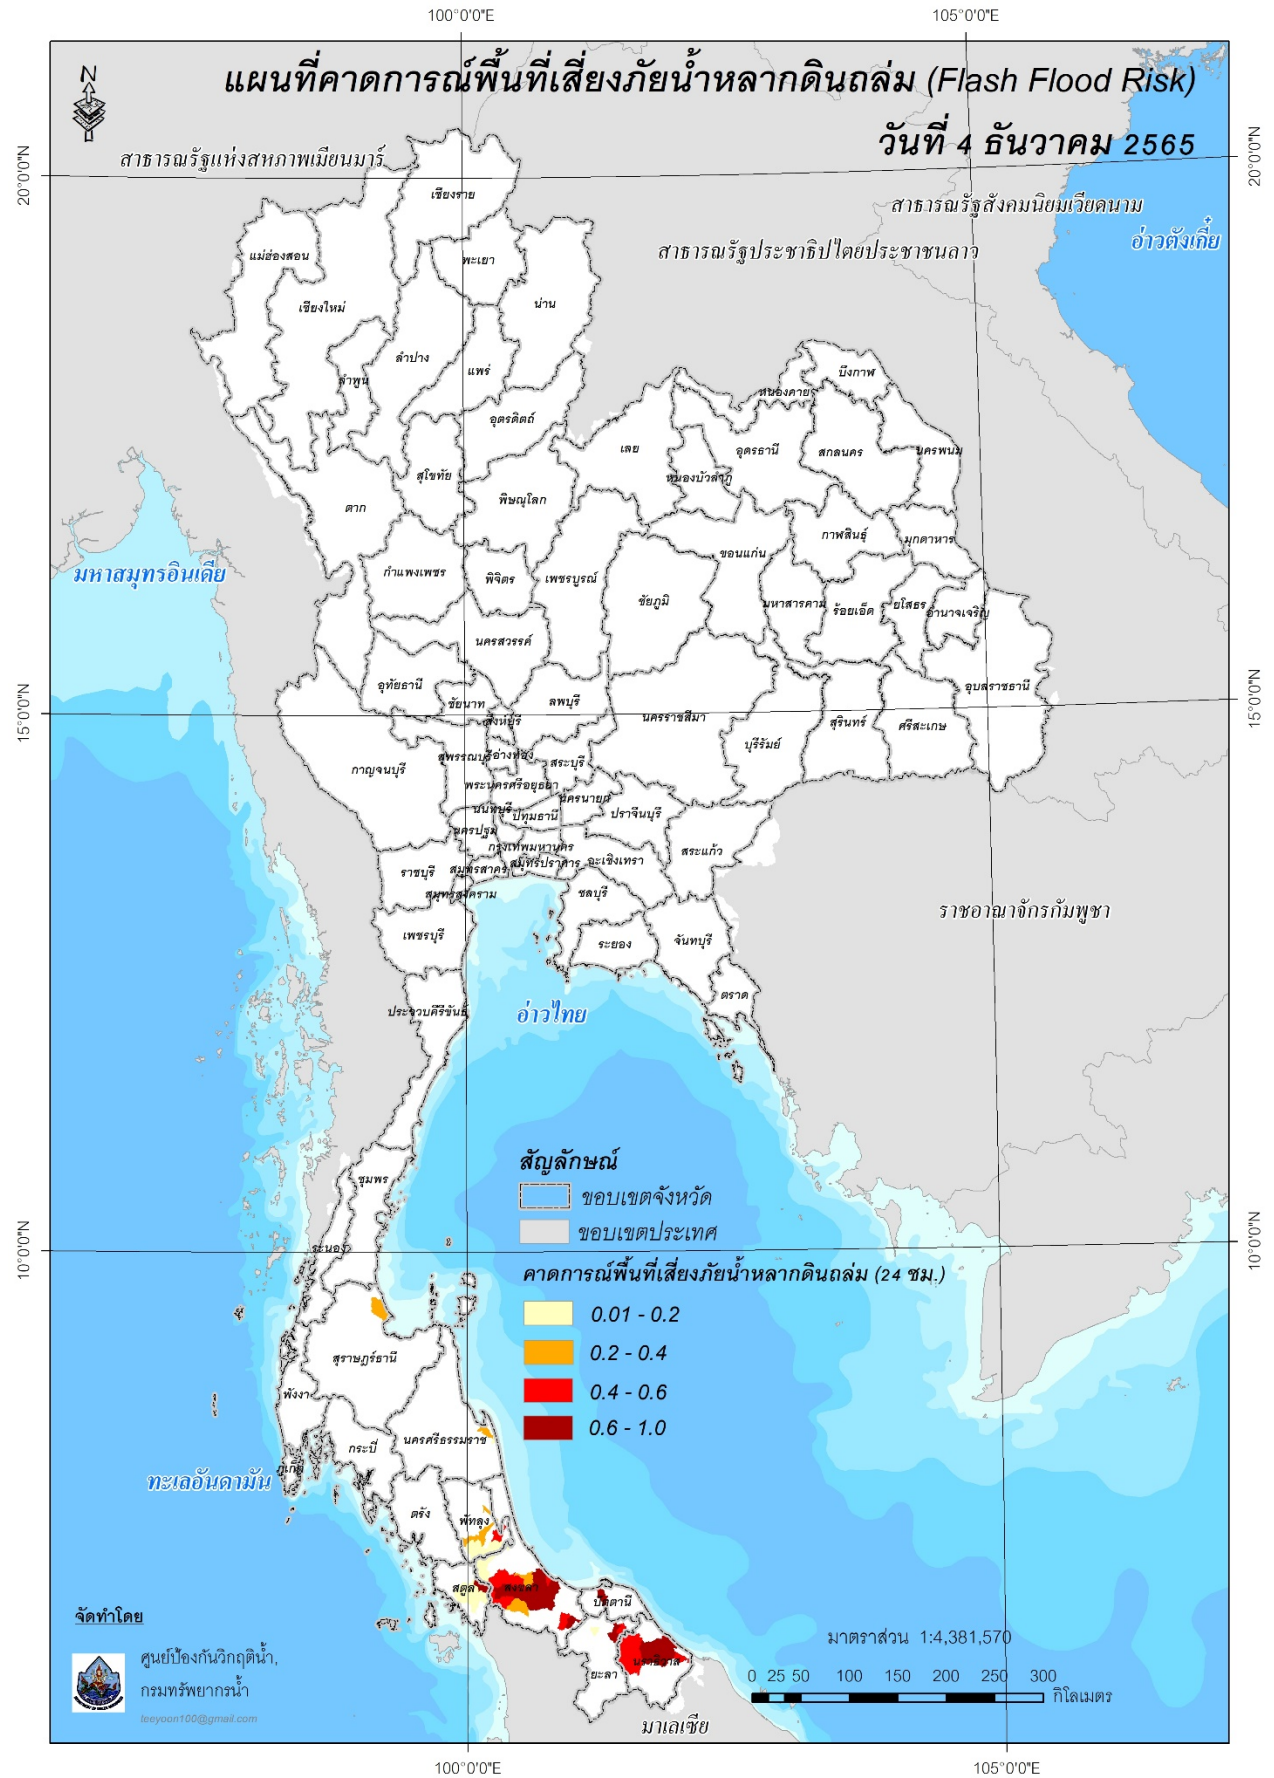 100°0'0"E
105°0'0"E
แผนที่คาดการณ์พื้นที่เสี่ยงภัยน้ำหลากดินถล่ม (Flash Flood Risk)
วันที่ 4 ธันวาคม 2565
N
20°0'0"N
20°0'0"N
สาธารณรัฐแห่งสหภาพเมียนมาร์
เชียงราย
สาธารณรัฐสังคมนิยมเวียดนาม
อ่าวตังเกี๋ย
สาธารณรัฐประชาธิปไตยประชาชนลาว
แม่ฮ่องสอน
พะเยา
เชียงใหม่
น่าน
ลำปาง
แพร่
ลำพูน
บึงกาฬ
หนองคาย
อุตรดิตถ์
เลย
อุดรธานี
สกลนคร
นครพนม
สุโขทัย
หนองบัวลำภู
ตาก
พิษณุโลก
กาฬสินธุ์
มุกดาหาร
ขอนแก่น
มหาสมุทรอินเดีย
กำแพงเพชร
พิจิตร
เพชรบูรณ์
ชัยภูมิ
มหาสารคาม
ร้อยเอ็ด
ยโสธร
อำนาจเจริญ
นครสวรรค์
อุทัยธานี
ชัยนาท
ลพบุรี
อุบลราชธานี
15°0'0"N
15°0'0"N
สิงห์บุรี
นครราชสีมา
บุรีรัมย์
สุรินทร์
ศรีสะเกษ
กาญจนบุรี
สุพรรณบุรี
อ่างทอง
สระบุรี
พระนครศรีอยุธยา
นครนายก
นนทบุรี
ปทุมธานี
ปราจีนบุรี
นครปฐม
กรุงเทพมหานคร
สระแก้ว
ราชบุรี
สมุทรสาคร
สมุทรปราการ
ฉะเชิงเทรา
สมุทรสงคราม
ชลบุรี
ราชอาณาจักรกัมพูชา
เพชรบุรี
ระยอง
จันทบุรี
ตราด
ประจวบคีรีขันธ์
อ่าวไทย
สัญลักษณ์
ขอบเขตจังหวัด
ขอบเขตประเทศ
ชุมพร
ระนอง
10°0'0"N
10°0'0"N
คาดการณ์พื้นที่เสี่ยงภัยน้ำหลากดินถล่ม (24 ชม.)
0.01 - 0.2
0.2 - 0.4
0.4 - 0.6
0.6 - 1.0
สุราษฎร์ธานี
พังงา
กระบี่
นครศรีธรรมราช
ภูเก็ต
ทะเลอันดามัน
ตรัง
พัทลุง
สตูล
สงขลา
ปัตตานี
ยะลา
นราธิวาส
มาเลเซีย
จัดทำโดย
ศูนย์ป้องกันวิกฤติน้ำ,
กรมทรัพยากรน้ำ
teeyoon100@gmail.com
มาตราส่วน 1:4,381,570
0 25 50 100 150 200 250 300
กิโลเมตร
100°0'0"E
105°0'0"E